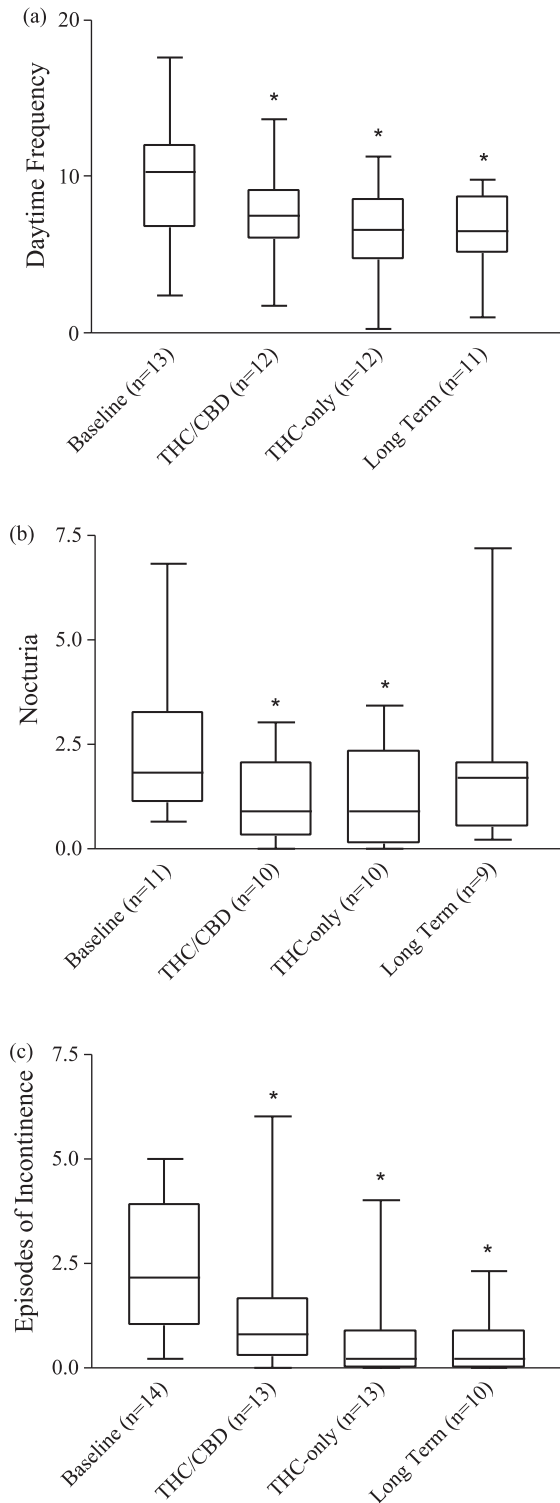 (a)
20
10
0
Daytime Frequency
*
*
*
Baseline (n=13)
THC/CBD (n=12)
THC-only (n=12)
Long Term (n=11)
(b)
7.5
5.0
2.5
0.0
Nocturia
*
*
Baseline (n=11)
THC/CBD (n=10)
THC-only (n=10)
Long Term (n=9)
(c)
7.5
5.0
2.5
0.0
Episodes of Incontinence
*
*
*
Baseline (n=14)
THC/CBD (n=13)
THC-only (n=13)
Long Term (n=10)